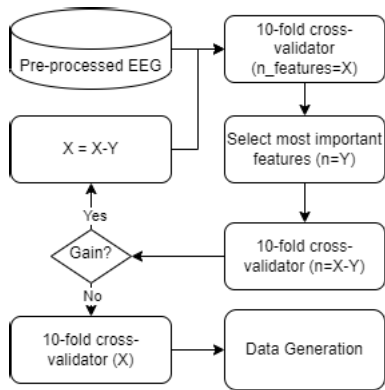 Pre-processed EEG
10-fold cross-
validator
(n_features=X)
X = X-Y
Select most important
features (n=Y)
Yes
Gain?
10-fold cross-
validator (n=X-Y)
No
10-fold cross-
validator (X)
Data Generation